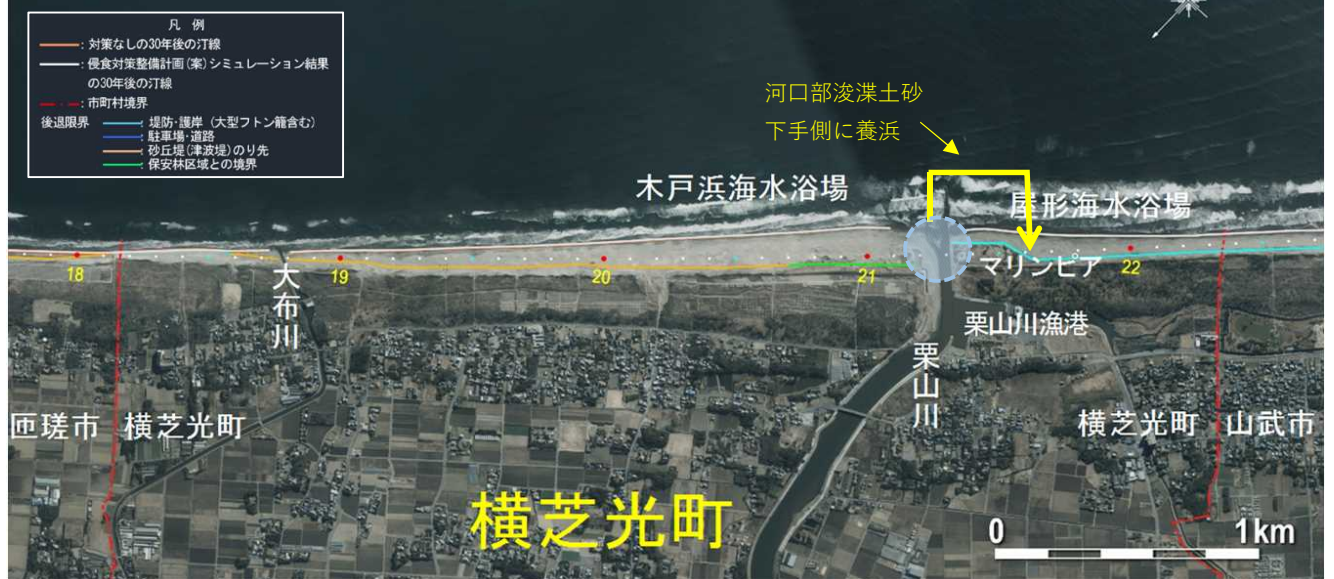 凡 例
: 対策なしの30年後の汀線
: 侵食対策整備計画(案)シミュレーション結果
の30年後の汀線
: 市町村境界
後退限界 : 堤防・護岸 (大型フトン籠含む)
: 駐車場・道路
: 砂丘堤(津波堤)のり先
: 保安林区域との境界
河口部浚渫土砂
下手側に養浜
木戸浜海水浴場
屋形海水浴場
18
19
20
21
22
マリンピア
大布川
栗山川漁港
栗山川
匝瑳市
横芝光町
横芝光町
山武市
横芝光町
0
1km